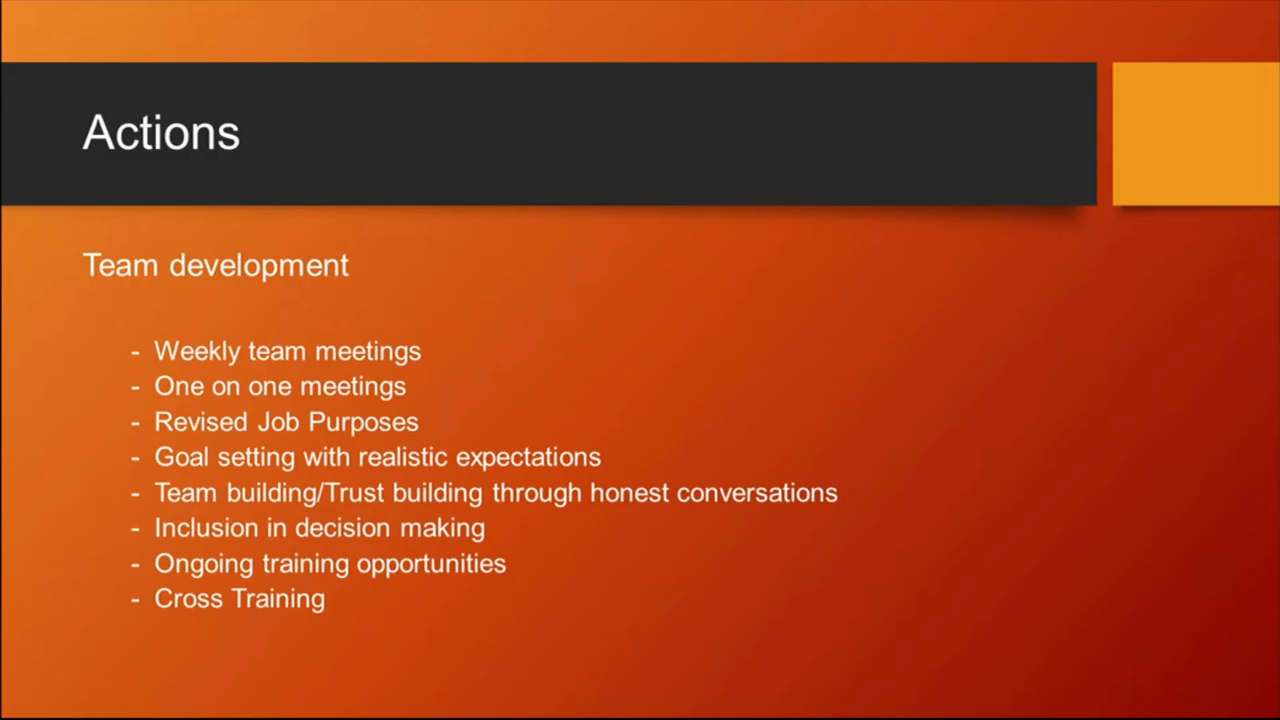 Actions
Team development
- Weekly team meetings
- One on one meetings
- Revised Job Purposes
- Goal setting with realistic expectations
- Team building/Trust building through honest conversations
- Inclusion in decision making
- Ongoing training opportunities
- Cross Training